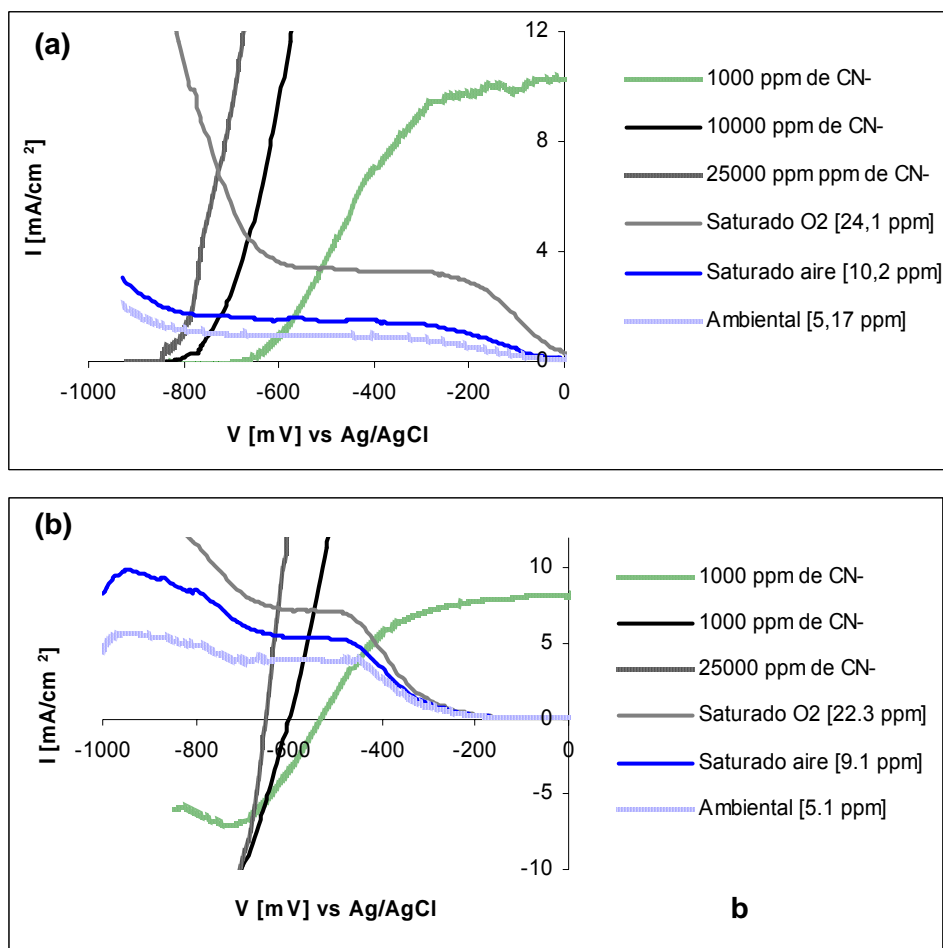 (a)
12
8
4
0
I [mA/cm ²]
-1000
-800
-600
-400
-200
0
V [mV] vs Ag/AgCl
1000 ppm de CN-
10000 ppm de CN-
25000 ppm ppm de CN-
Saturado O2 [24,1 ppm]
Saturado aire [10,2 ppm]
Ambiental [5,17 ppm]
(b)
10
5
0
-5
-10
I [mA/cm ²]
-1000
-800
-600
-400
-200
0
V [mV] vs Ag/AgCl
1000 ppm de CN-
1000 ppm de CN-
25000 ppm de CN-
Saturado O2 [22.3 ppm]
Saturado aire [9.1 ppm]
Ambiental [5.1 ppm]
b